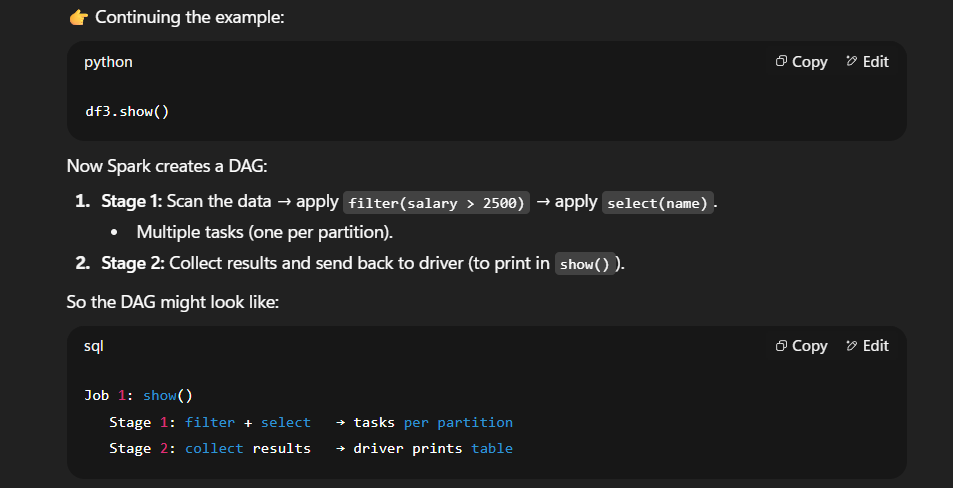 👉 Continuing the example:
python
Copy Edit
df3.show()
Now Spark creates a DAG:
1. Stage 1: Scan the data → apply filter(salary > 2500) → apply select(name).
• Multiple tasks (one per partition).
2. Stage 2: Collect results and send back to driver (to print in show()).
So the DAG might look like:
sql
Copy Edit
Job 1: show()
Stage 1: filter + select → tasks per partition
Stage 2: collect results → driver prints table